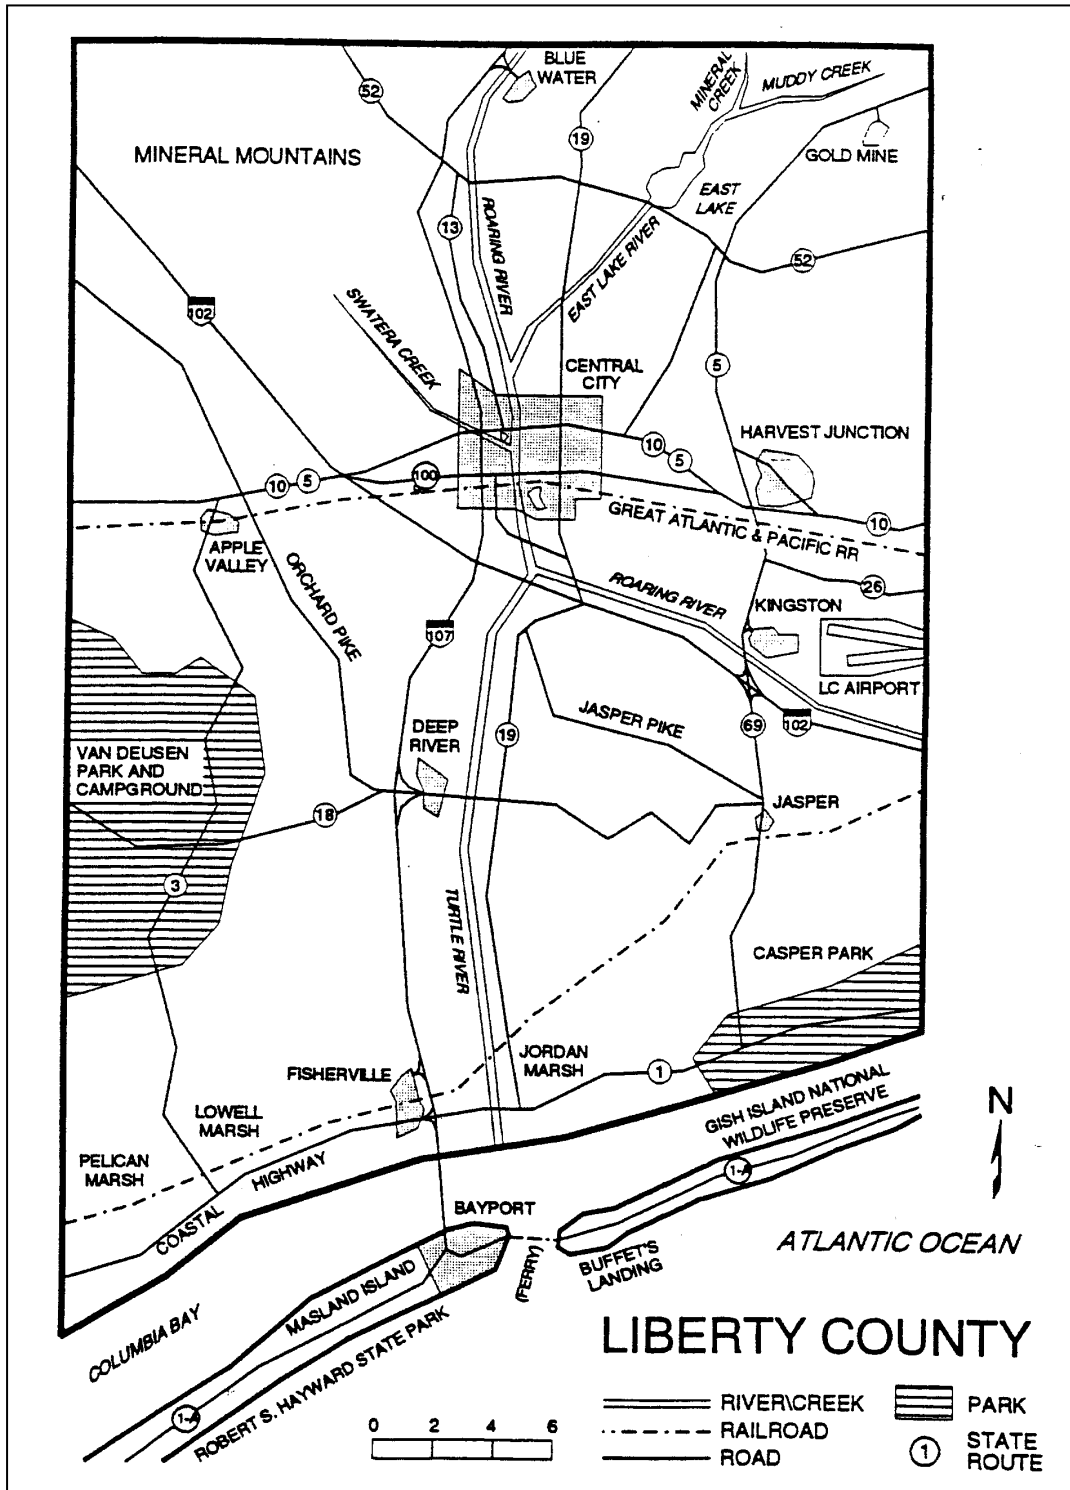 BLUE
WATER
MINERAL
CREEK
MUDDY CREEK
52
19
GOLD MINE
MINERAL MOUNTAINS
EAST
LAKE
13
ROARING RIVER
EAST LAKE RIVER
52
102
SWATERA CREEK
5
CENTRAL
CITY
HARVEST JUNCTION
10
5
100
10
5
10
GREAT ATLANTIC & PACIFIC RR
APPLE
VALLEY
ORCHARD PIKE
ROARING RIVER
26
KINGSTON
107
LC AIRPORT
JASPER PIKE
69
102
DEEP
RIVER
19
VAN DEUSEN
PARK AND
CAMPGROUND
18
JASPER
3
TURTLE RIVER
CASPER PARK
JORDAN
MARSH
1
FISHERVILLE
LOWELL
MARSH
PELICAN
MARSH
COASTAL
HIGHWAY
GISH ISLAND NATIONAL
WILDLIFE PRESERVE
1-A
N
BAYPORT
(FERRY)
BUFFET'S
LANDING
ATLANTIC OCEAN
COLUMBIA BAY
MASLAND ISLAND
1-A
ROBERT S. HAYWARD STATE PARK
LIBERTY COUNTY
RIVER\CREEK
RAILROAD
ROAD
PARK
1
STATE
ROUTE
0 2 4 6